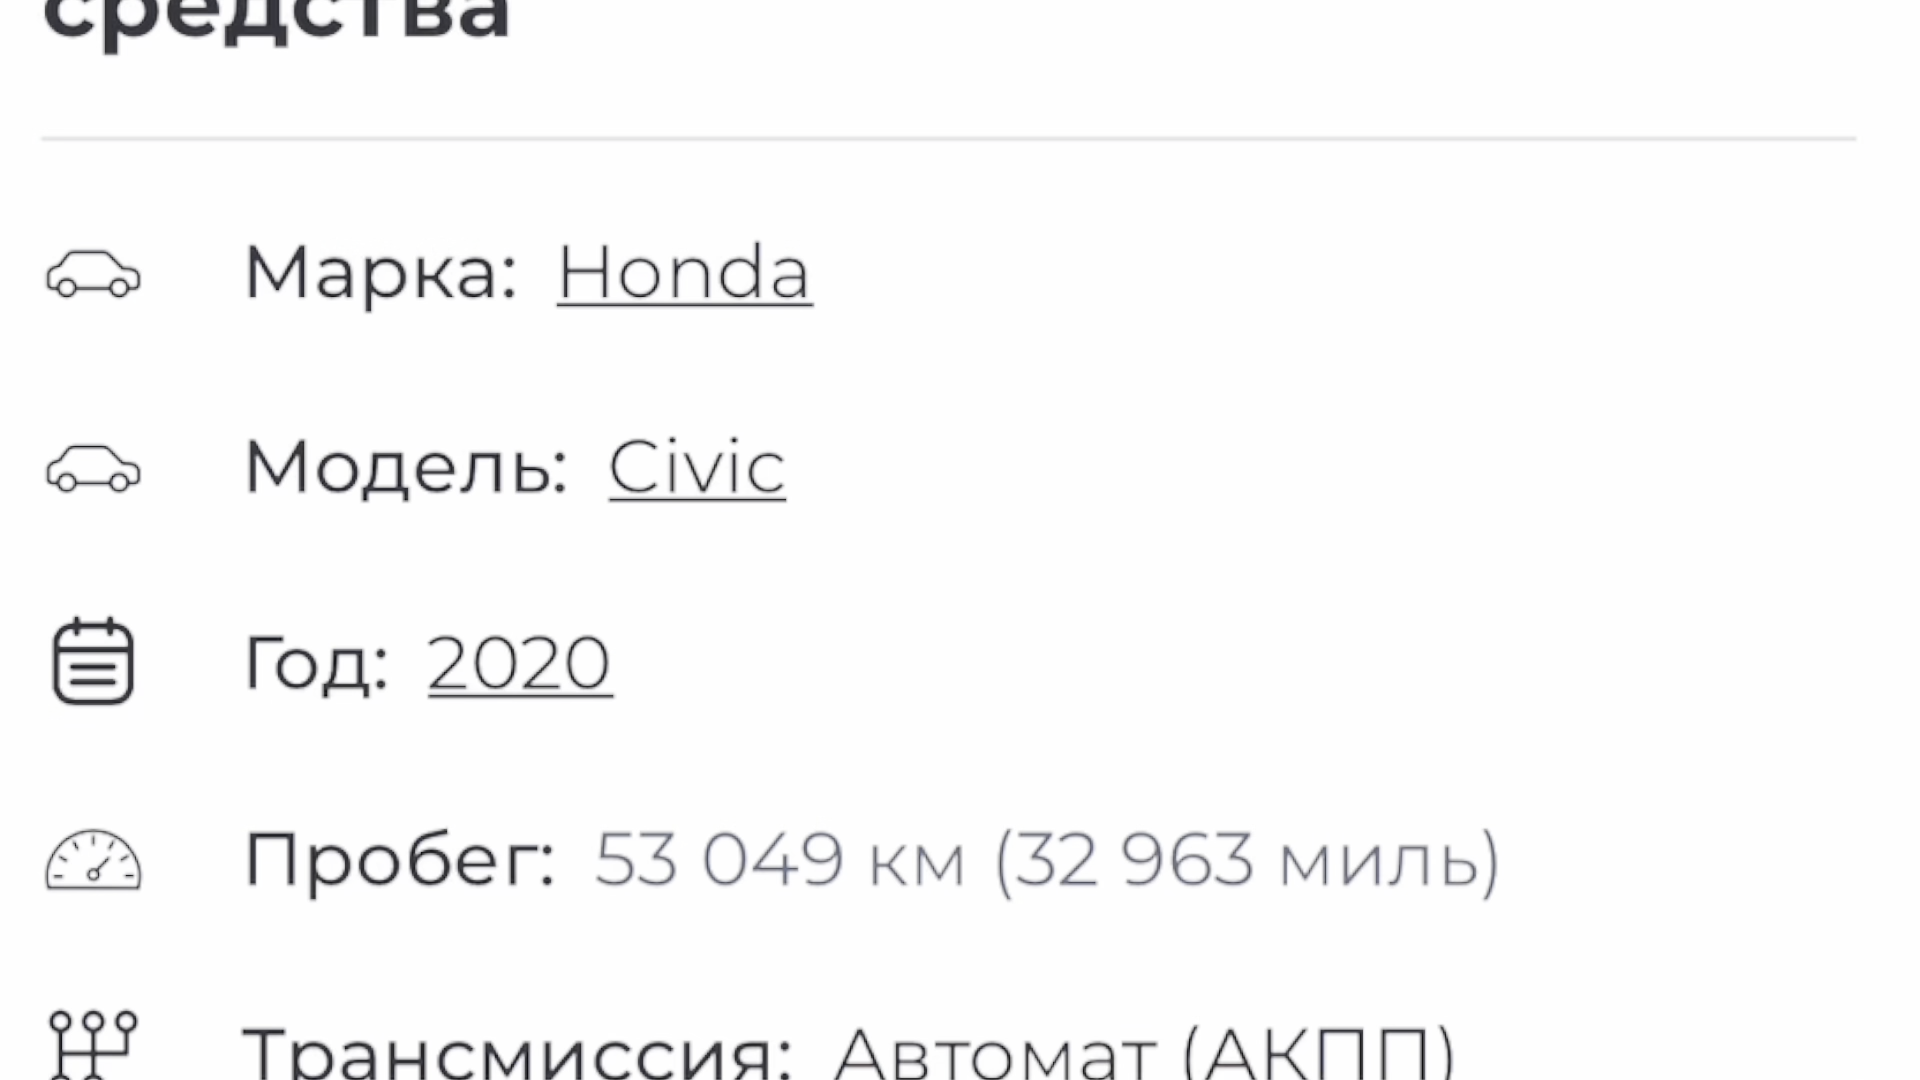 средства
Марка: Honda
Модель: Civic
Год: 2020
Пробег: 53 049 км (32 963 миль)
Трансмиссия: Автомат (АКПП)